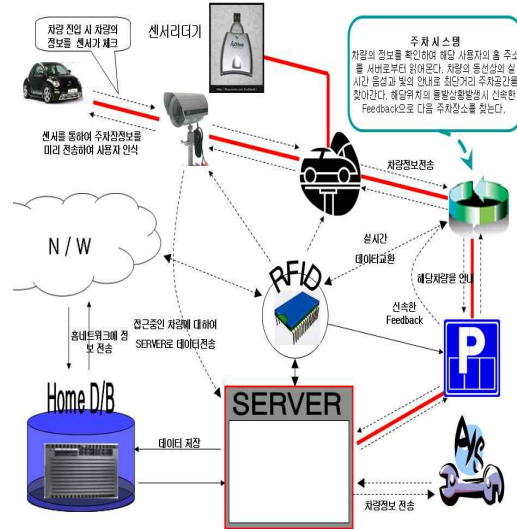 차량 진입 시 차량의
정보를 센서가 체크
센서리더기
주차시스템
차량의 정보를 확인하여 해당 사용자의 홈 주소
를 서버로부터 읽어온다. 차량의 동선상의 실
시간 음성과 빛의 안내로 최단거리 주차공간을
찾아간다. 해당위치의 돌발상황발생시 신속한
Feedback으로 다음 주차장소를 찾는다.
센서를 통하여 주차장정보를
미리 전송하여 사용자 인식
차량정보전송
N / W
실시간
데이터교환
RFID
해당차량을 안내
신속한
Feedback
접근중인 차량에 대하여
SERVER로 데이터전송
홈네트워크에 정
보 전송
P
Home D/B
SERVER
데이터 저장
A/S
차량정보 전송